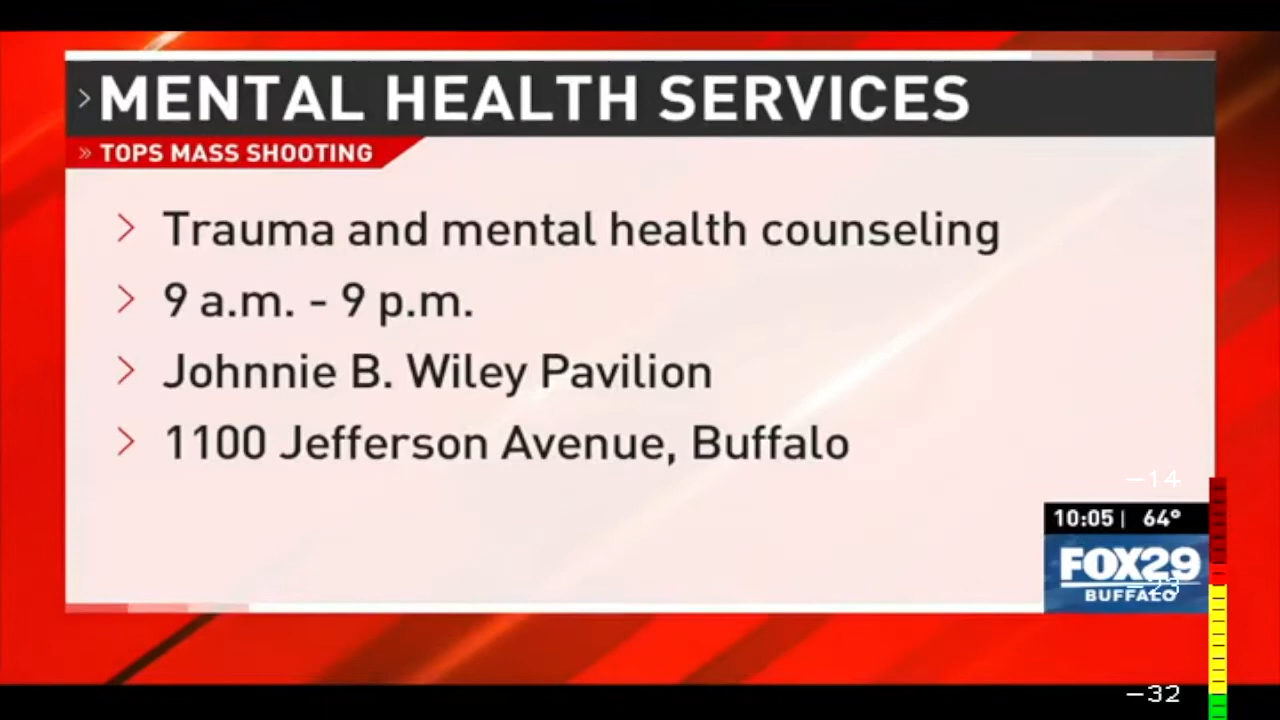 MENTAL HEALTH SERVICES
TOPS MASS SHOOTING
Trauma and mental health counseling
9 a.m. - 9 p.m.
Johnnie B. Wiley Pavilion
1100 Jefferson Avenue, Buffalo
-14
10:05 | 64°
FOX29
-23
BUFFALO
-32